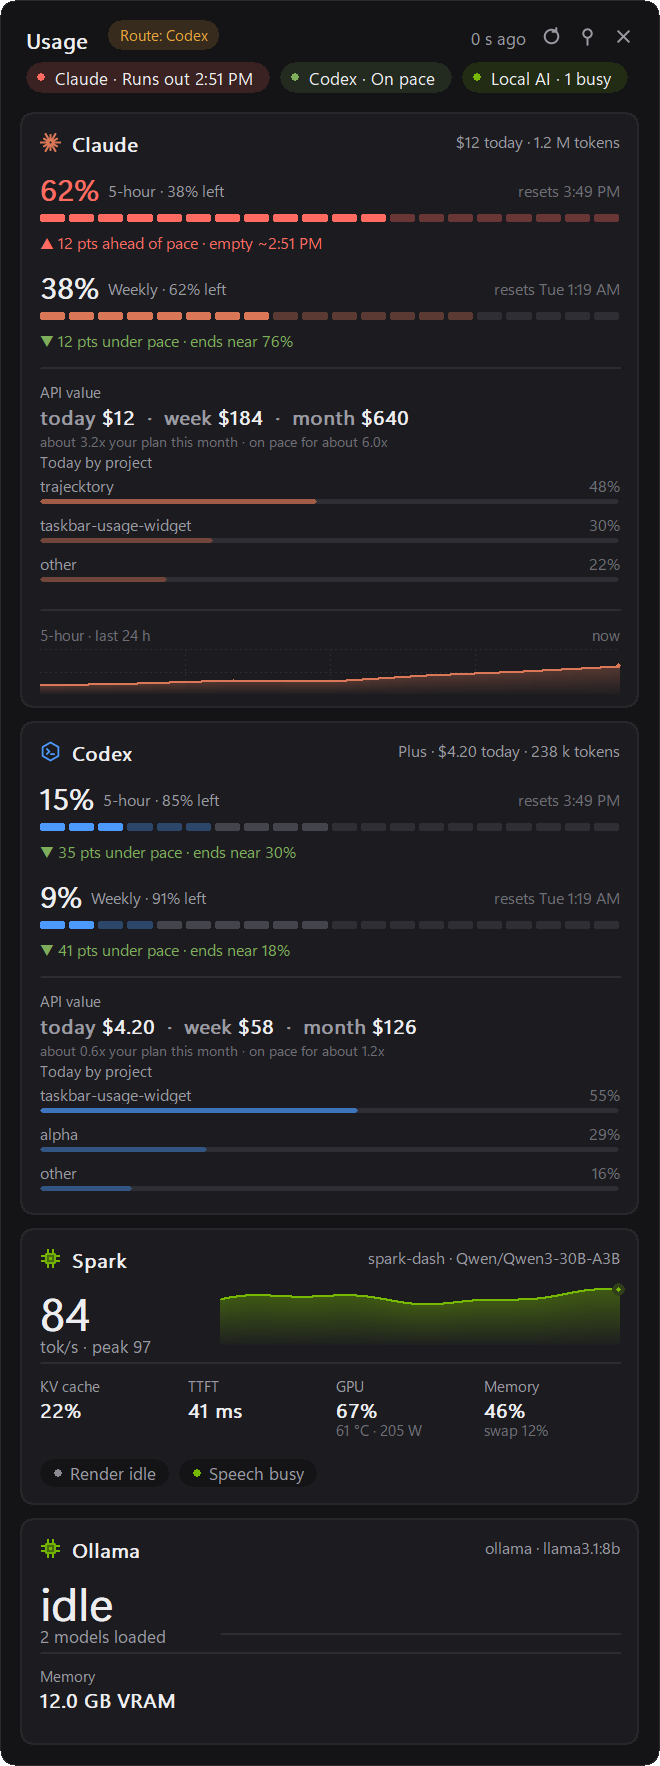 Usage Route: Codex 0 s ago
Claude · Runs out 2:51 PM Codex · On pace Local AI · 1 busy
Claude $12 today · 1.2 M tokens
62% 5-hour · 38% left resets 3:49 PM
▲ 12 pts ahead of pace · empty ~2:51 PM
38% Weekly · 62% left resets Tue 1:19 AM
▼ 12 pts under pace · ends near 76%
API value
today $12 · week $184 · month $640
about 3.2x your plan this month · on pace for about 6.0x
Today by project
trajecktory 48%
taskbar-usage-widget 30%
other 22%
5-hour · last 24 h now
Codex Plus · $4.20 today · 238 k tokens
15% 5-hour · 85% left resets 3:49 PM
▼ 35 pts under pace · ends near 30%
9% Weekly · 91% left resets Tue 1:19 AM
▼ 41 pts under pace · ends near 18%
API value
today $4.20 · week $58 · month $126
about 0.6x your plan this month · on pace for about 1.2x
Today by project
taskbar-usage-widget 55%
alpha 29%
other 16%
Spark spark-dash · Qwen/Qwen3-30B-A3B
84
tok/s · peak 97
KV cache TTFT GPU Memory
22% 41 ms 67% 46%
61 °C · 205 W swap 12%
Render idle Speech busy
Ollama ollama · llama3.1:8b
idle
2 models loaded
Memory
12.0 GB VRAM